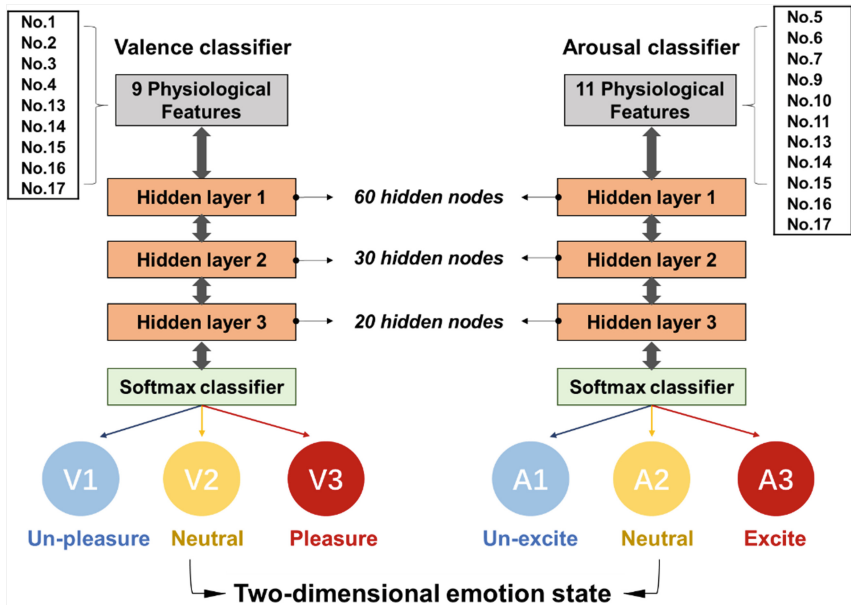 No.1
No.2
No.3
No.4
No.13
No.14
No.15
No.16
No.17
Valence classifier
9 Physiological
Features
Hidden layer 1
Hidden layer 2
Hidden layer 3
Softmax classifier
V1
V2
V3
Un-pleasure
Neutral
Pleasure
60 hidden nodes
30 hidden nodes
20 hidden nodes
Arousal classifier
11 Physiological
Features
No.5
No.6
No.7
No.9
No.10
No.11
No.13
No.14
No.15
No.16
No.17
Hidden layer 1
Hidden layer 2
Hidden layer 3
Softmax classifier
A1
A2
A3
Un-excite
Neutral
Excite
Two-dimensional emotion state